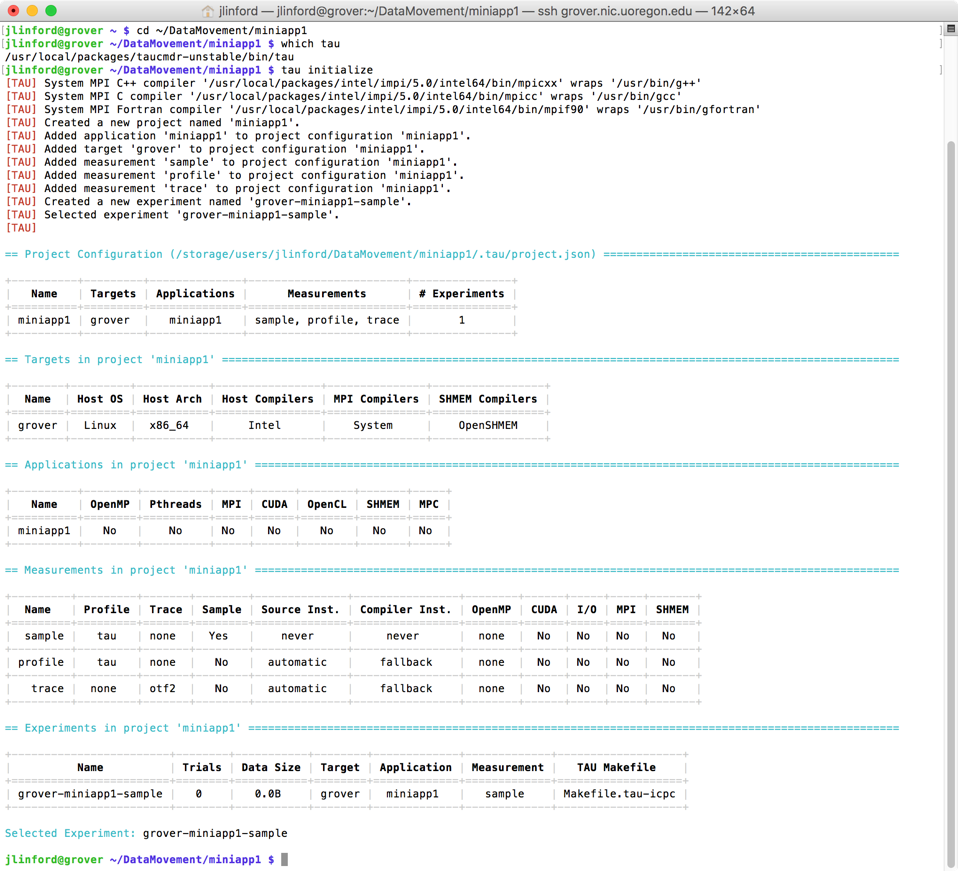 jlinford — jlinford@grover:~/DataMovement/miniapp1 — ssh grover.nic.uoregon.edu — 142×64
[jlinford@grover ~ $ cd ~/DataMovement/miniapp1 ]
[jlinford@grover ~/DataMovement/miniapp1 $ which tau ]
/usr/local/packages/taucmdr-unstable/bin/tau
[jlinford@grover ~/DataMovement/miniapp1 $ tau initialize ]
[TAU] System MPI C++ compiler '/usr/local/packages/intel/impi/5.0/intel64/bin/mpicxx' wraps '/usr/bin/g++'
[TAU] System MPI C compiler '/usr/local/packages/intel/impi/5.0/intel64/bin/mpicc' wraps '/usr/bin/gcc'
[TAU] System MPI Fortran compiler '/usr/local/packages/intel/impi/5.0/intel64/bin/mpif90' wraps '/usr/bin/gfortran'
[TAU] Created a new project named 'miniapp1'.
[TAU] Added application 'miniapp1' to project configuration 'miniapp1'.
[TAU] Added target 'grover' to project configuration 'miniapp1'.
[TAU] Added measurement 'sample' to project configuration 'miniapp1'.
[TAU] Added measurement 'profile' to project configuration 'miniapp1'.
[TAU] Added measurement 'trace' to project configuration 'miniapp1'.
[TAU] Created a new experiment named 'grover-miniapp1-sample'.
[TAU] Selected experiment 'grover-miniapp1-sample'.
[TAU]
== Project Configuration (/storage/users/jlinford/DataMovement/miniapp1/.tau/project.json) =============================================
| Name | Targets | Applications | Measurements | # Experiments |
| miniapp1 | grover | miniapp1 | sample, profile, trace | 1 |
== Targets in project 'miniapp1' =======================================================================================================
| Name | Host OS | Host Arch | Host Compilers | MPI Compilers | SHMEM Compilers |
| grover | Linux | x86_64 | Intel | System | OpenSHMEM |
== Applications in project 'miniapp1' ==================================================================================================
| Name | OpenMP | Pthreads | MPI | CUDA | OpenCL | SHMEM | MPC |
| miniapp1 | No | No | No | No | No | No | No |
== Measurements in project 'miniapp1' ==================================================================================================
| Name | Profile | Trace | Sample | Source Inst. | Compiler Inst. | OpenMP | CUDA | I/O | MPI | SHMEM |
| sample | tau | none | Yes | never | never | none | No | No | No | No |
| profile | tau | none | No | automatic | fallback | none | No | No | No | No |
| trace | none | otf2 | No | automatic | fallback | none | No | No | No | No |
== Experiments in project 'miniapp1' ===================================================================================================
| Name | Trials | Data Size | Target | Application | Measurement | TAU Makefile |
| grover-miniapp1-sample | 0 | 0.0B | grover | miniapp1 | sample | Makefile.tau-icpc |
Selected Experiment: grover-miniapp1-sample
jlinford@grover ~/DataMovement/miniapp1 $